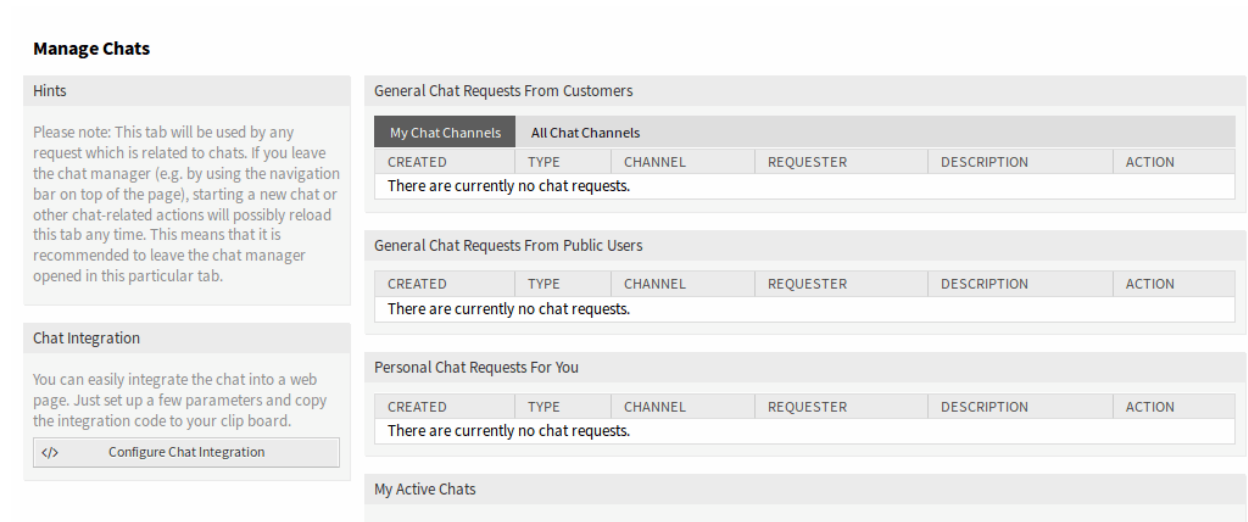 Manage Chats
Hints
Please note: This tab will be used by any
request which is related to chats. If you leave
the chat manager (e.g. by using the navigation
bar on top of the page), starting a new chat or
other chat-related actions will possibly reload
this tab any time. This means that it is
recommended to leave the chat manager
opened in this particular tab.
Chat Integration
You can easily integrate the chat into a web
page. Just set up a few parameters and copy
the integration code to your clip board.
</> Configure Chat Integration
General Chat Requests From Customers
My Chat Channels All Chat Channels
CREATED TYPE CHANNEL REQUESTER DESCRIPTION ACTION
There are currently no chat requests.
General Chat Requests From Public Users
CREATED TYPE CHANNEL REQUESTER DESCRIPTION ACTION
There are currently no chat requests.
Personal Chat Requests For You
CREATED TYPE CHANNEL REQUESTER DESCRIPTION ACTION
There are currently no chat requests.
My Active Chats